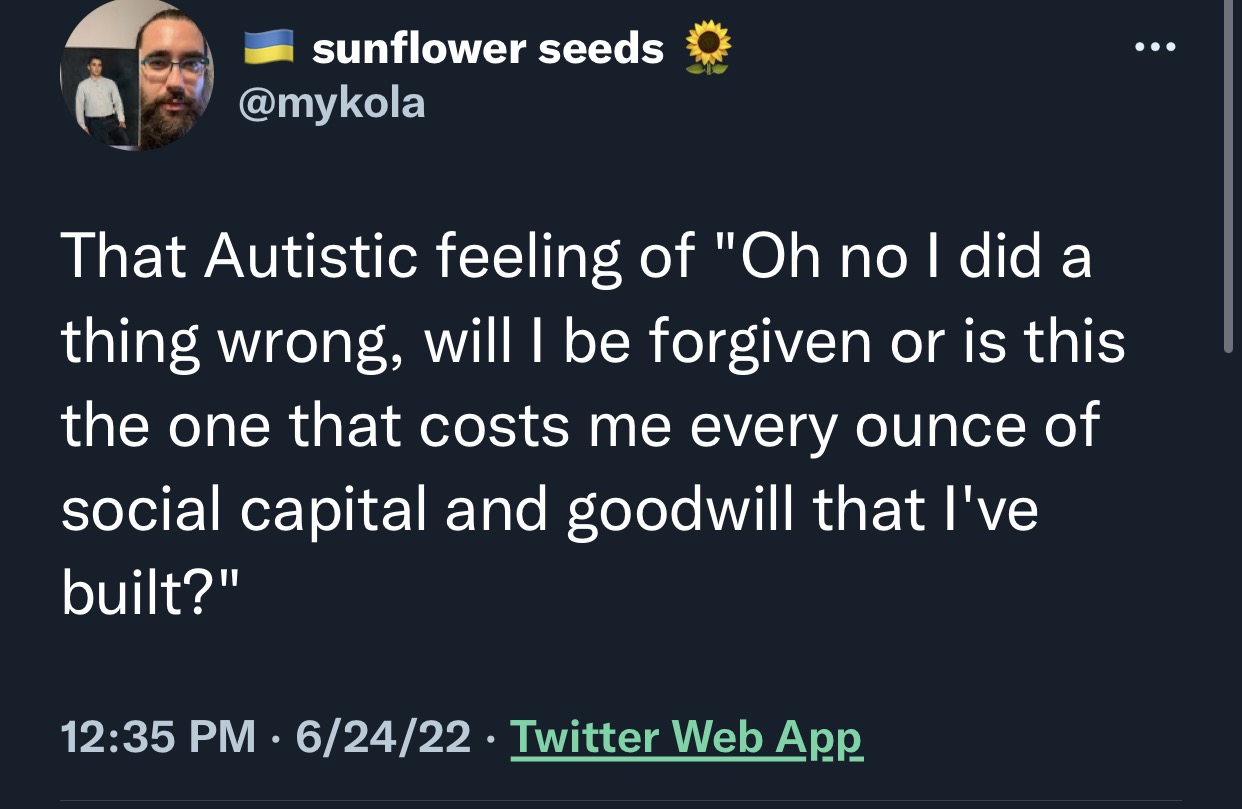 🇺🇦 sunflower seeds 🌻
@mykola
That Autistic feeling of "Oh no I did a
thing wrong, will I be forgiven or is this
the one that costs me every ounce of
social capital and goodwill that I've
built?"
12:35 PM · 6/24/22 · Twitter Web App